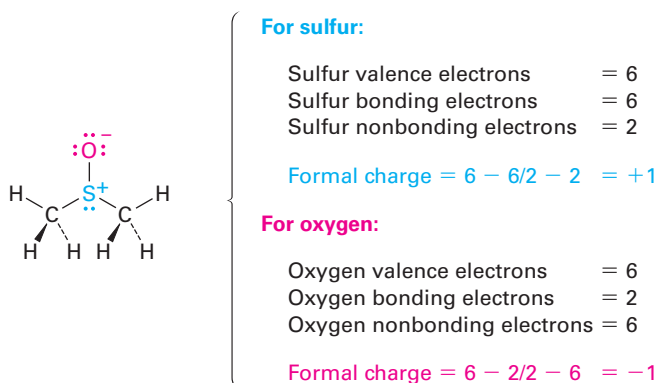 :O:−
S+
H
H
C
C
H H H H
For sulfur:
Sulfur valence electrons = 6
Sulfur bonding electrons = 6
Sulfur nonbonding electrons = 2
Formal charge = 6 − 6/2 − 2 = +1
For oxygen:
Oxygen valence electrons = 6
Oxygen bonding electrons = 2
Oxygen nonbonding electrons = 6
Formal charge = 6 − 2/2 − 6 = −1